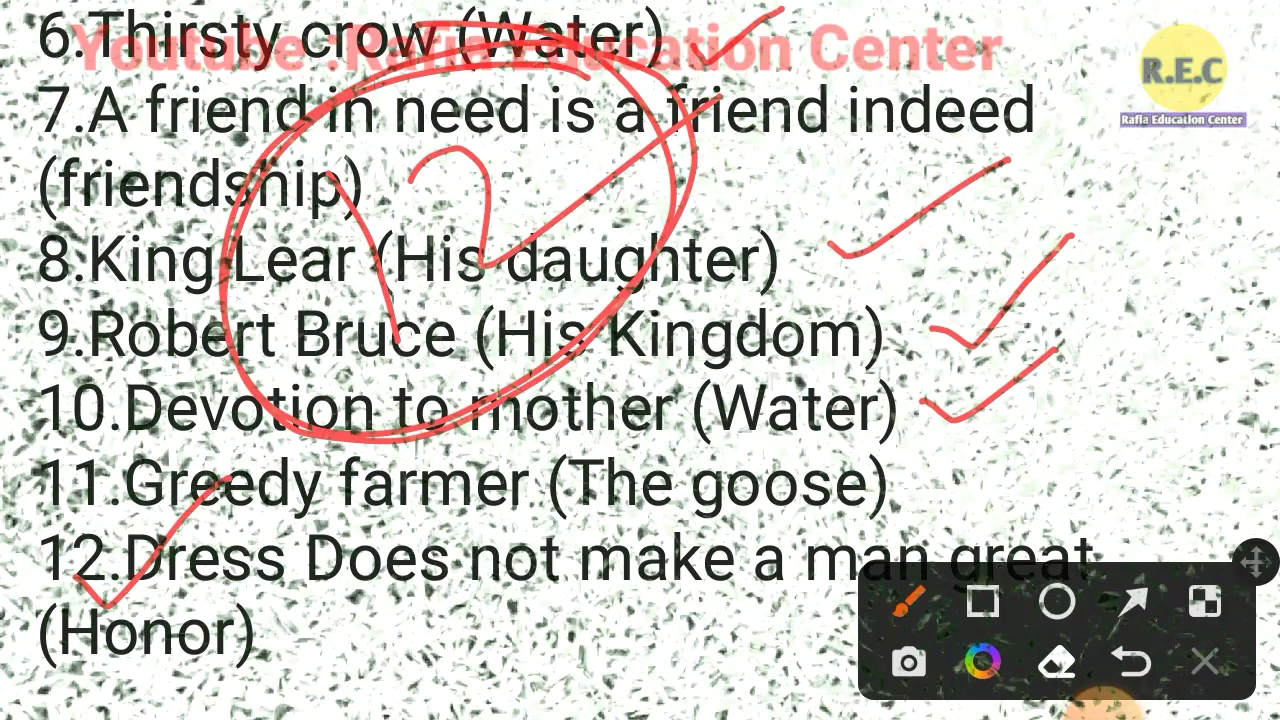 6.Thirsty crow (Water)
Youtube :Rafia Education Center
R.E.C
Rafia Education Center
7.A friend in need is a friend indeed
(friendship)
8.King Lear (His daughter)
9.Robert Bruce (His Kingdom)
10.Devotion to mother (Water)
11.Greedy farmer (The goose)
12.Dress Does not make a man great
(Honor)
12